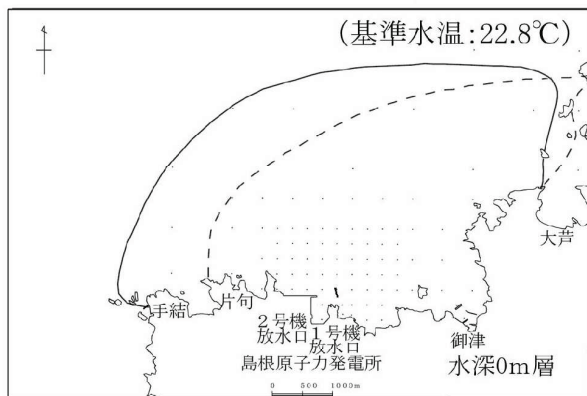 (基準水温:22.8℃)
大芦
手結
片句
2号機
放水口
1号機
放水口
御津
島根原子力発電所
水深0m層
0 500 1000m